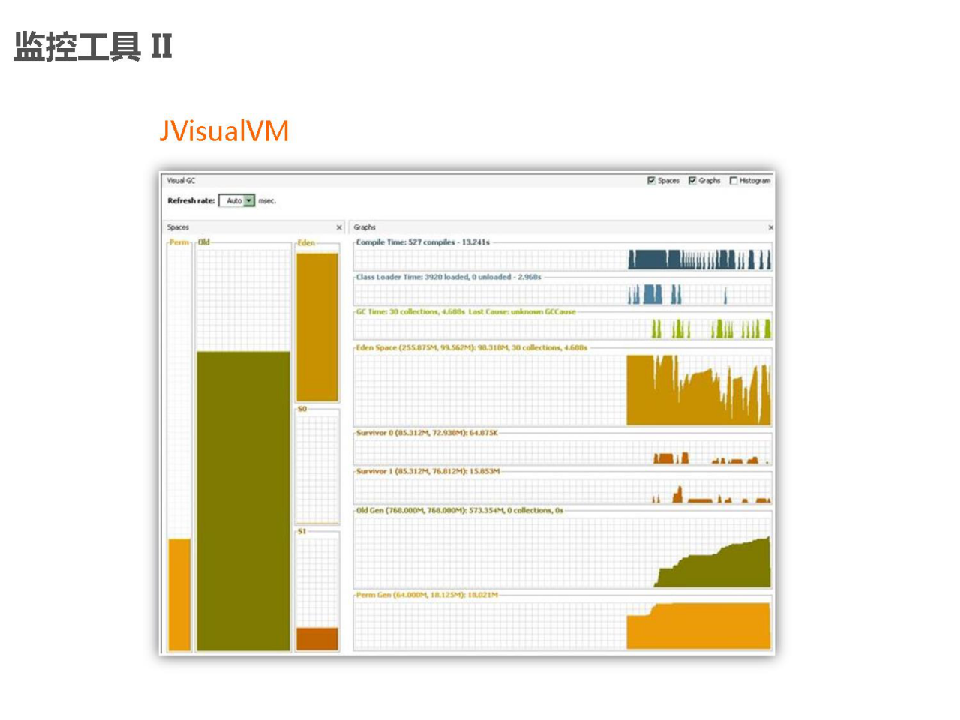 监控工具 II
JVisualVM
Visual GC
Spaces
Graphs
Histogram
Refresh rate:
Auto
msec.
Spaces
Graphs
Perm
Old
Eden
S0
S1
Compile Time: 527 compiles - 13.241s
Class Loader Time: 3920 loaded, 0 unloaded - 2.968s
GC Time: 30 collections, 4.688s Last Cause: unknown GCCause
Eden Space (255.875M, 99.562M): 98.318M, 30 collections, 4.688s
Survivor 0 (85.312M, 72.938M): 64.075K
Survivor 1 (85.312M, 76.812M): 15.853M
Old Gen (768.000M, 768.000M): 573.354M, 0 collections, 0s
Perm Gen (64.000M, 18.125M): 18.021M